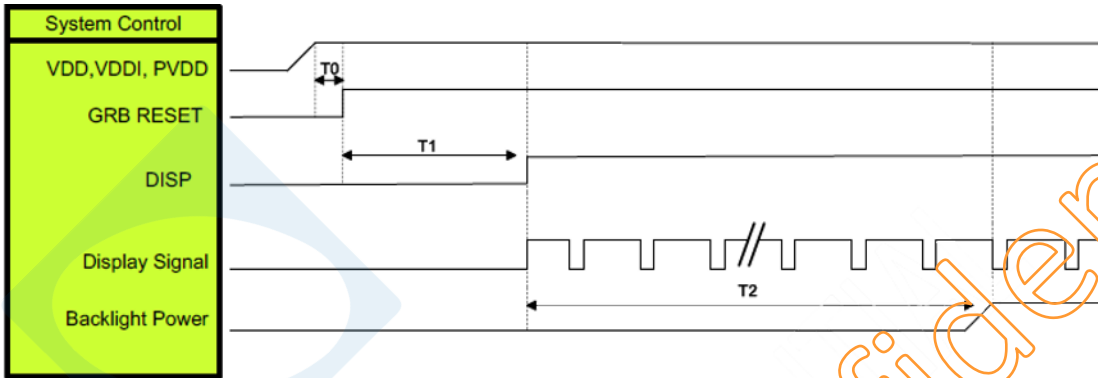 System Control
VDD,VDDI, PVDD
T0
GRB RESET
T1
DISP
Display Signal
T2
Backlight Power